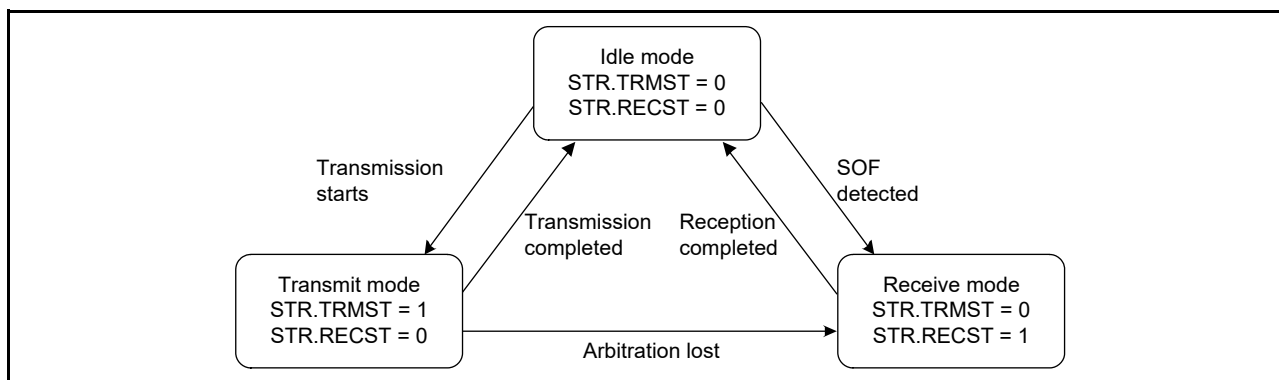 Idle mode
STR.TRMST = 0
STR.RECST = 0
Transmission
starts
SOF
detected
Transmission
completed
Reception
completed
Transmit mode
STR.TRMST = 1
STR.RECST = 0
Receive mode
STR.TRMST = 0
STR.RECST = 1
Arbitration lost